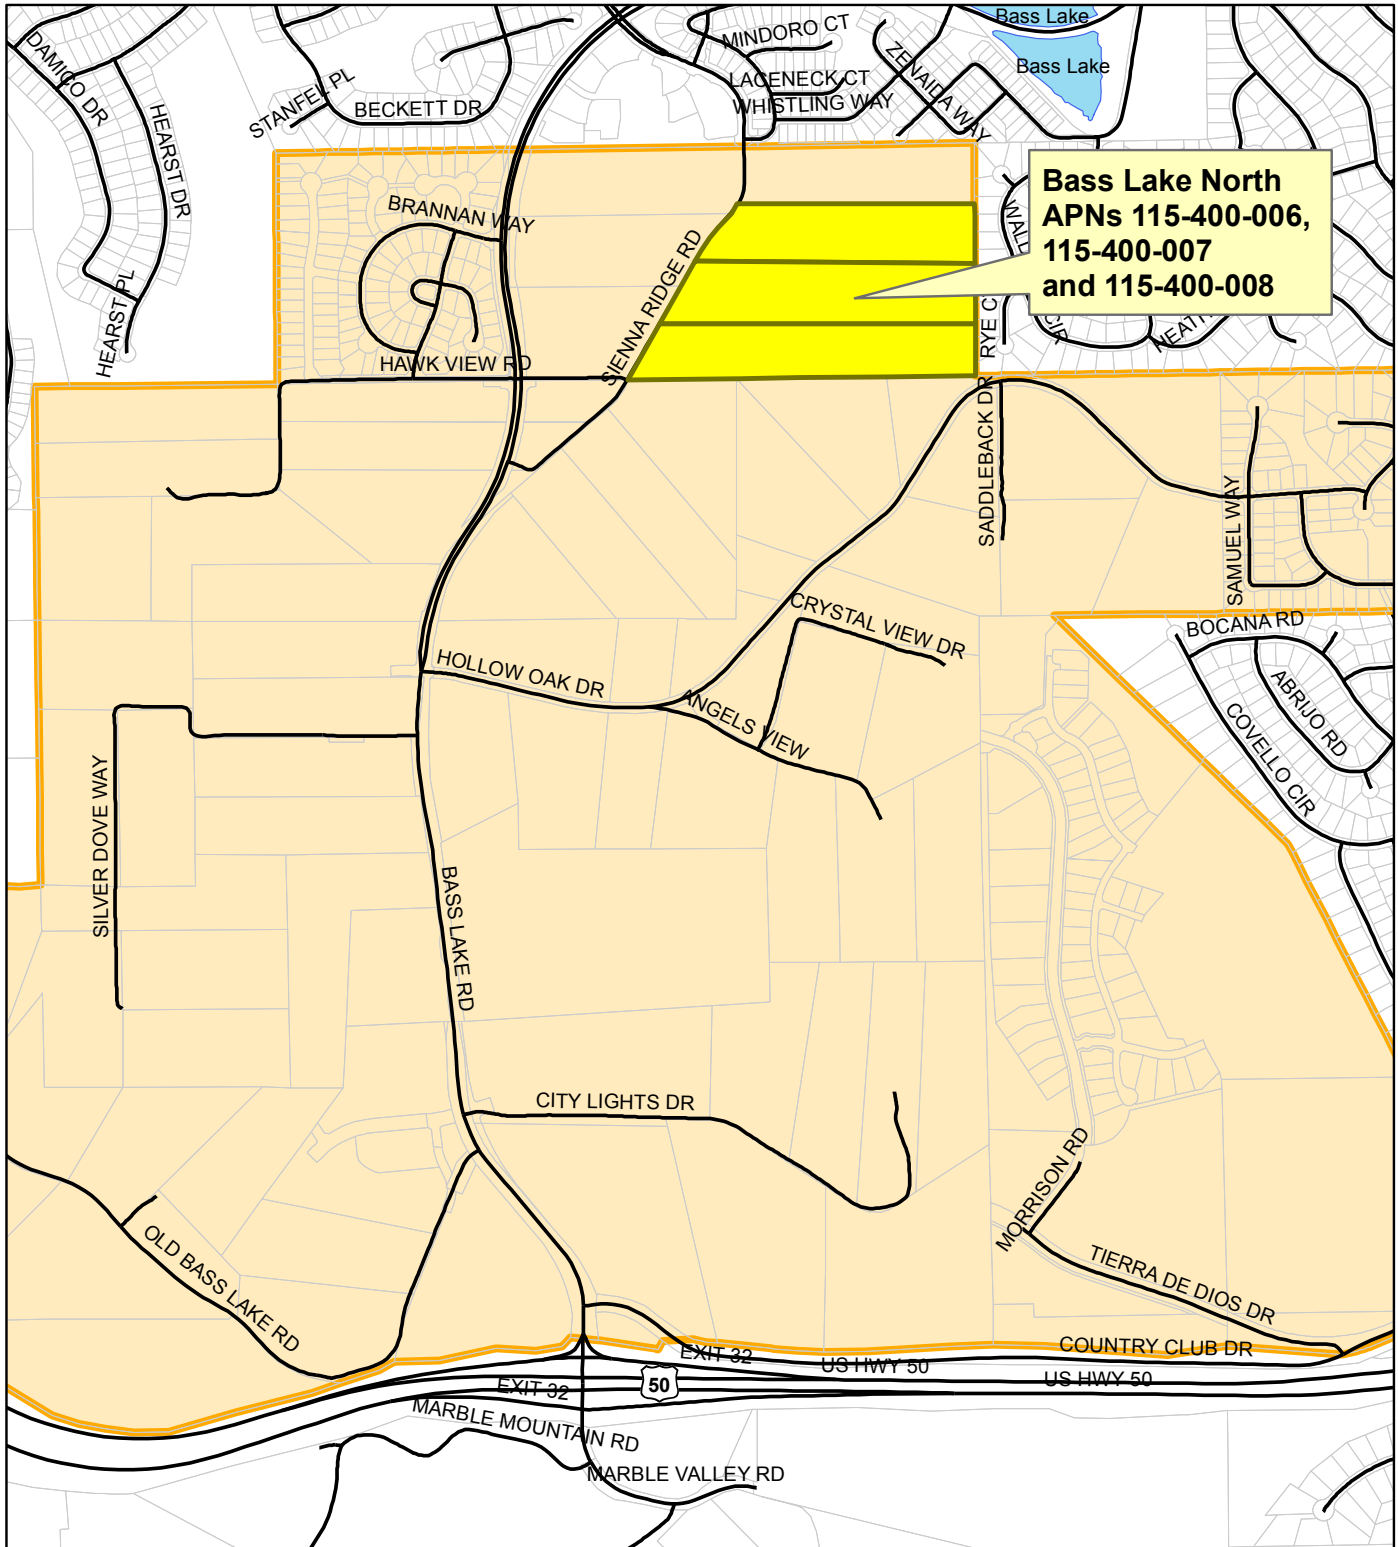 Bass Lake
MINDORO CT
ZENAIDA WAY
DAMICO DR
Bass Lake
LACENECK CT
STANFEL PL
BECKETT DR
WHISTLING WAY
HEARST DR
Bass Lake North
APNs 115-400-006,
115-400-007
and 115-400-008
BRANNAN WAY
SIENNA RIDGE RD
HEARST PL
RYE C
CIR
HEATH
HAWK VIEW RD
SADDLEBACK DR
SAMUEL WAY
CRYSTAL VIEW DR
BOCANA RD
HOLLOW OAK DR
ANGELS VIEW
ABRIJO RD
COVELLO CIR
SILVER DOVE WAY
BASS LAKE RD
CITY LIGHTS DR
MORRISON RD
OLD BASS LAKE RD
TIERRA DE DIOS DR
COUNTRY CLUB DR
EXIT 32
US HWY 50
US HWY 50
EXIT 32
50
MARBLE MOUNTAIN RD
MARBLE VALLEY RD